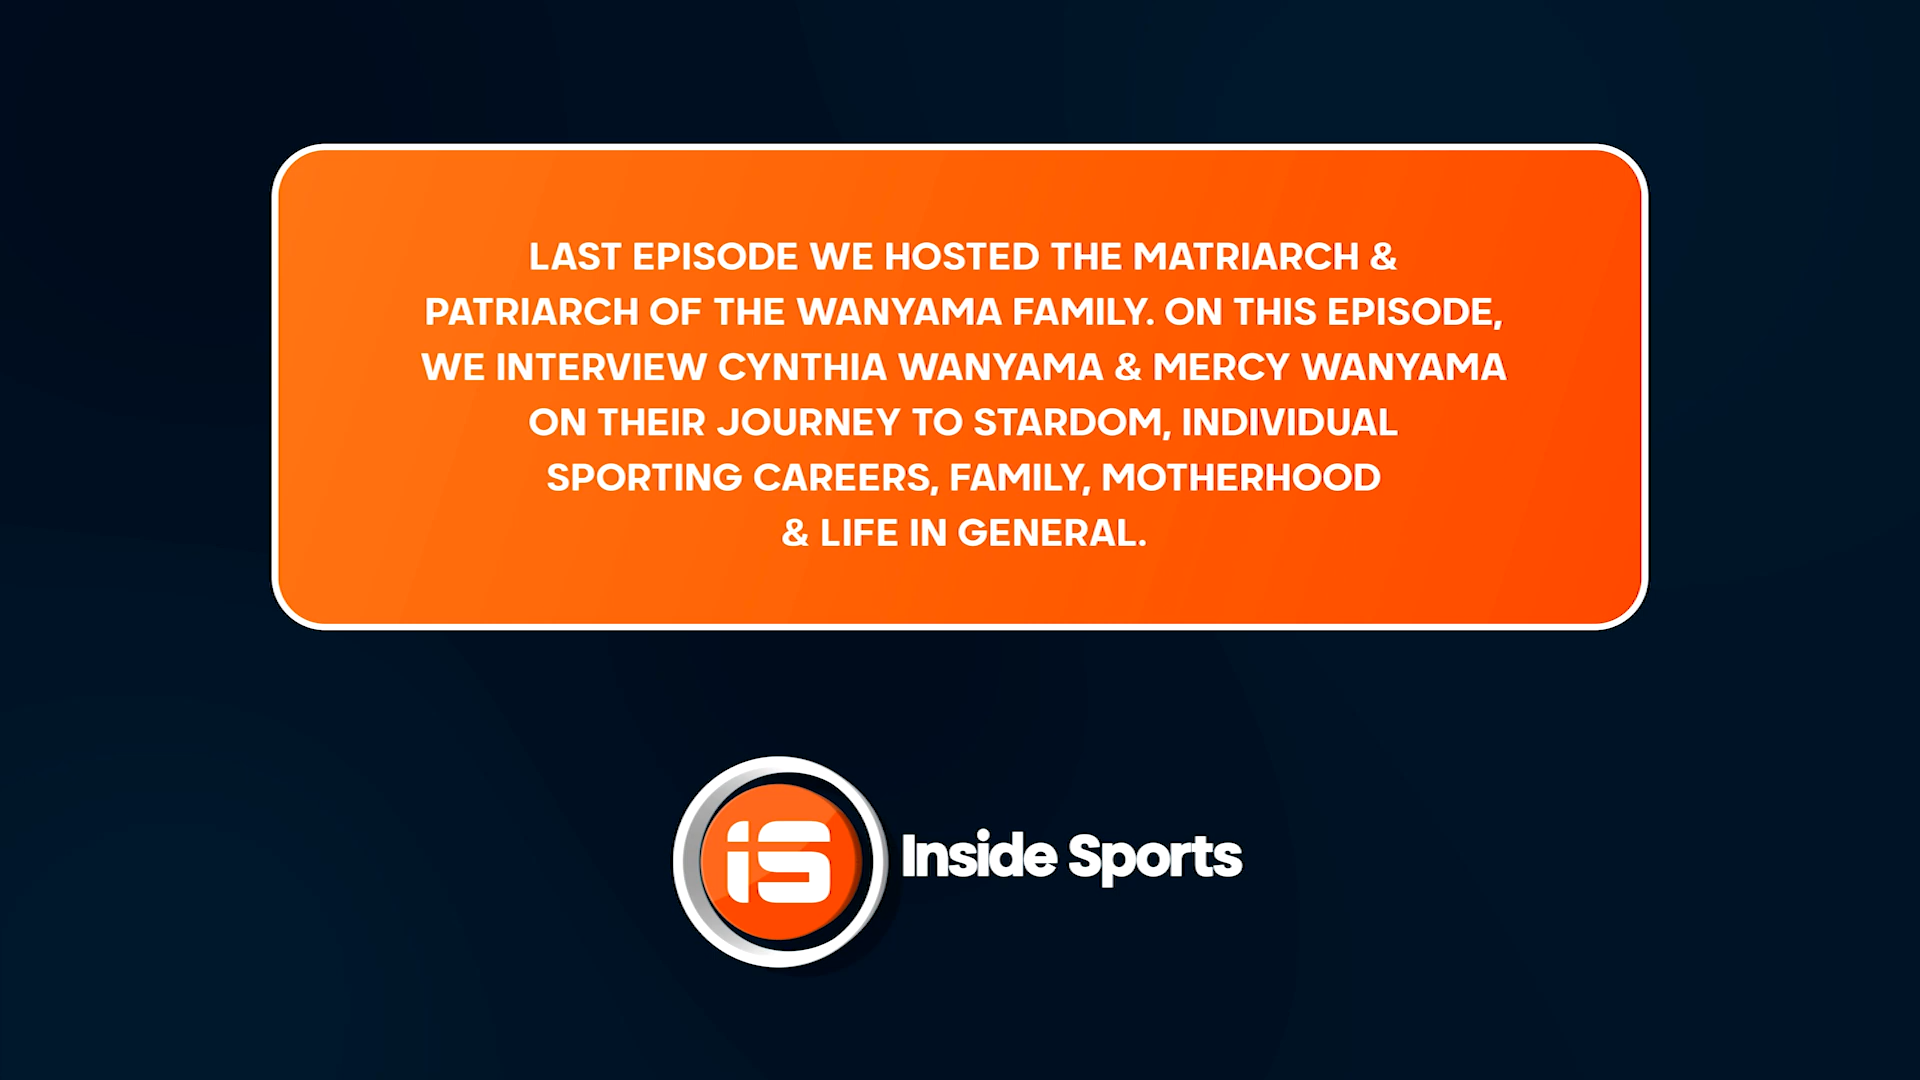 LAST EPISODE WE HOSTED THE MATRIARCH &
PATRIARCH OF THE WANYAMA FAMILY. ON THIS EPISODE,
WE INTERVIEW CYNTHIA WANYAMA & MERCY WANYAMA
ON THEIR JOURNEY TO STARDOM, INDIVIDUAL
SPORTING CAREERS, FAMILY, MOTHERHOOD
& LIFE IN GENERAL.
iS
Inside Sports